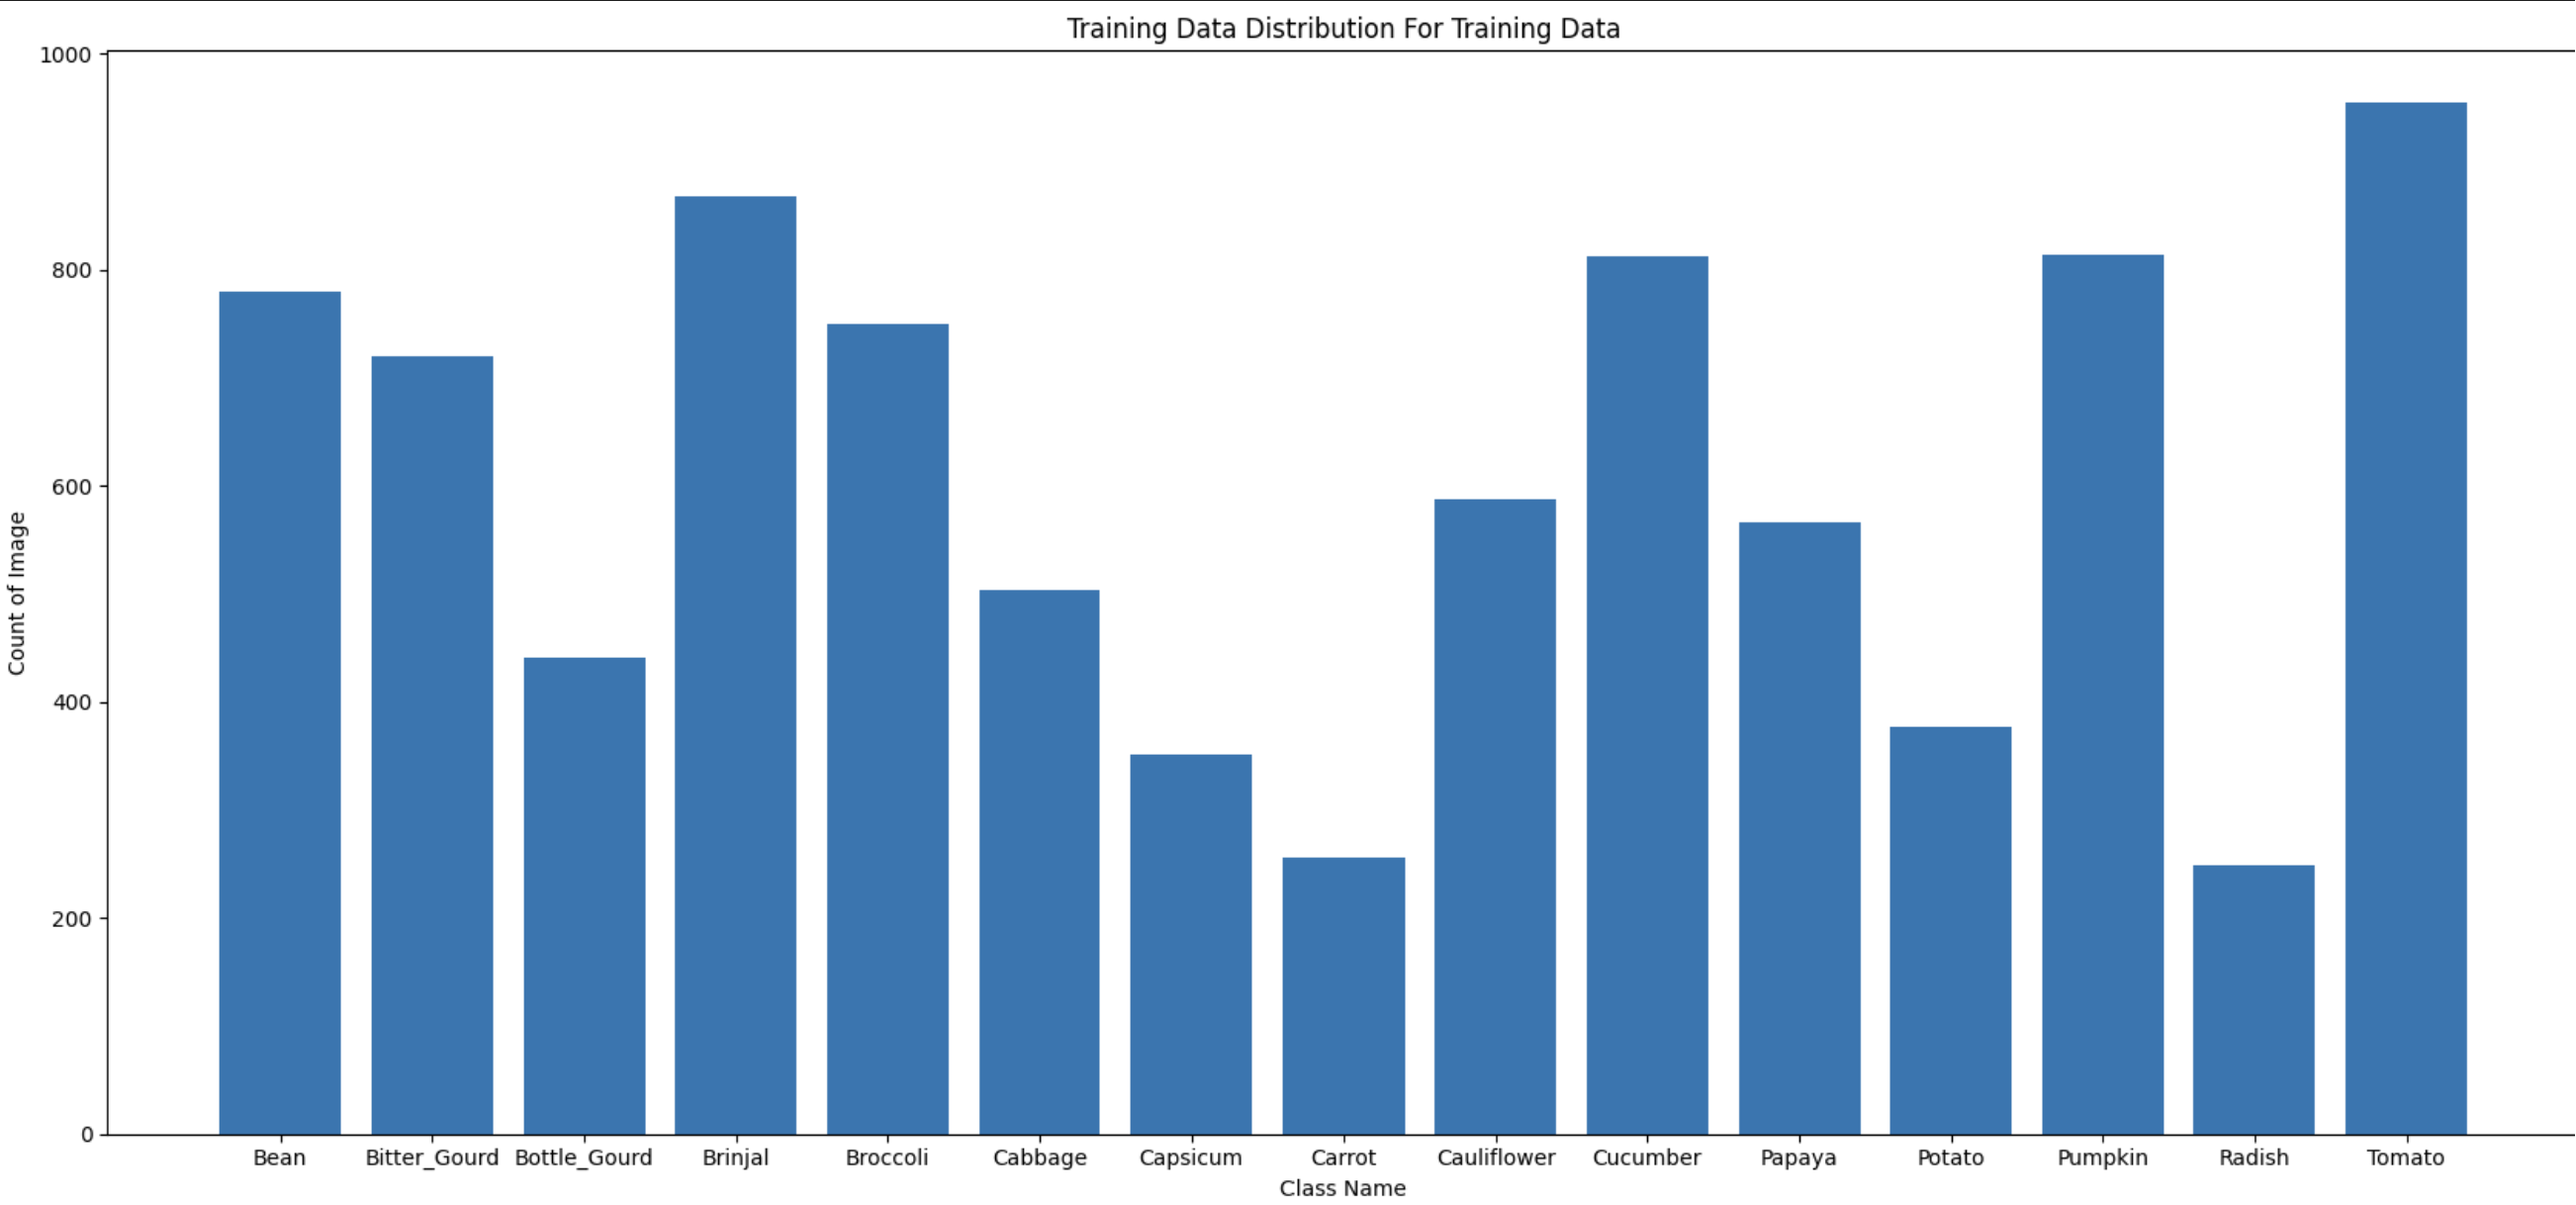 Training Data Distribution For Training Data
1000
800
600
400
200
0
Count of Image
Bean Bitter_Gourd Bottle_Gourd Brinjal Broccoli Cabbage Capsicum Carrot Cauliflower Cucumber Papaya Potato Pumpkin Radish Tomato
Class Name